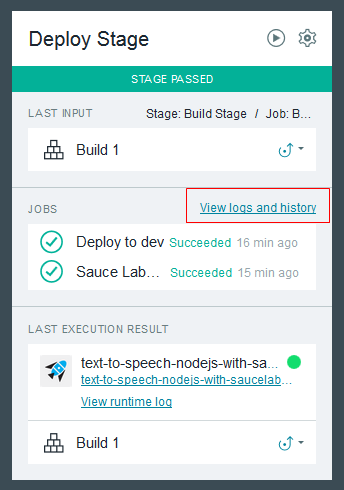 Deploy Stage
STAGE PASSED
LAST INPUT Stage: Build Stage / Job: B...
Build 1
JOBS View logs and history
Deploy to dev Succeeded 16 min ago
Sauce Lab... Succeeded 15 min ago
LAST EXECUTION RESULT
text-to-speech-nodejs-with-sa...
text-to-speech-nodejs-with-saucelab...
View runtime log
Build 1